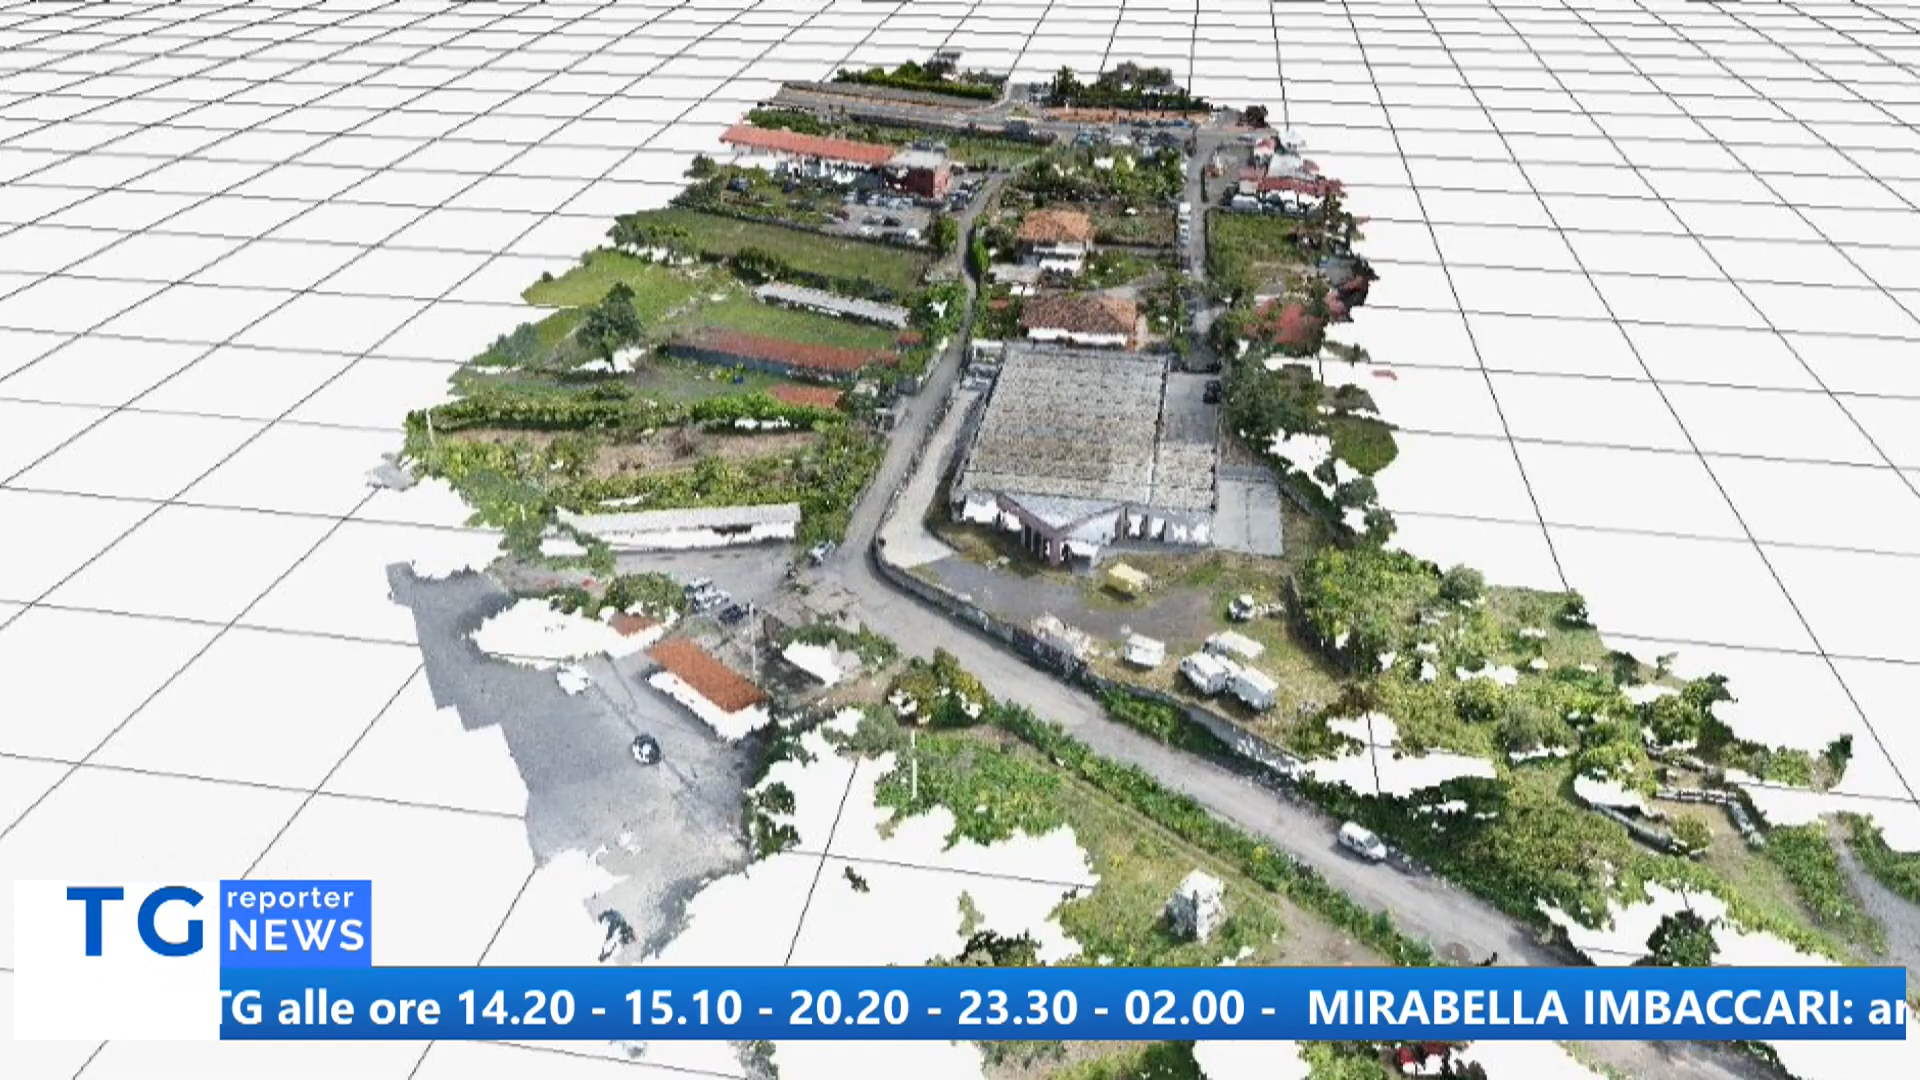 TG
reporter
NEWS
TG alle ore 14.20 - 15.10 - 20.20 - 23.30 - 02.00 - MIRABELLA IMBACCARI: ar